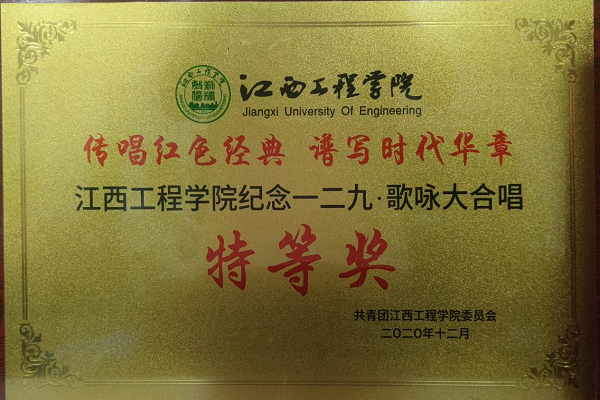 江西工程学院
Jiangxi University Of Engineering
传唱红色经典 谱写时代华章
江西工程学院纪念一二九·歌咏大合唱
特等奖
共青团江西工程学院委员会
二〇二〇年十二月